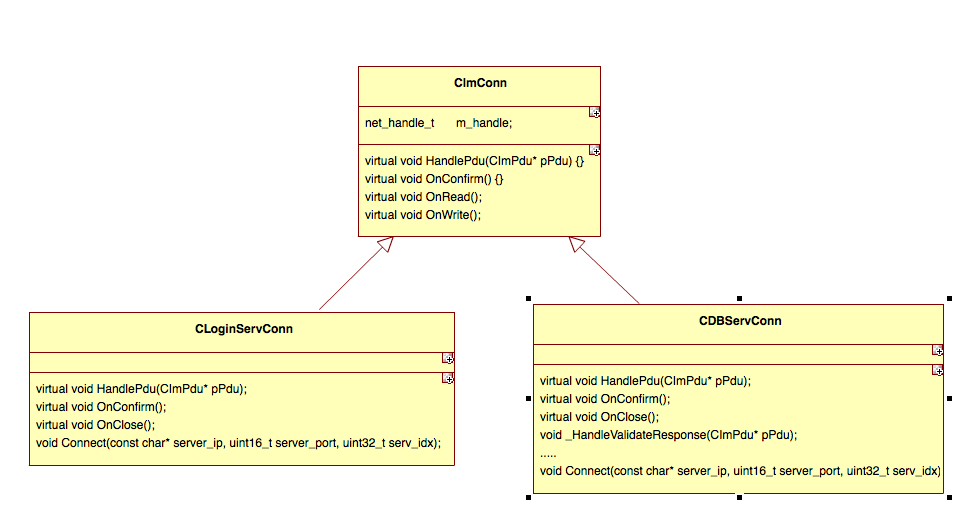 CImConn
net_handle_t m_handle;
virtual void HandlePdu(CImPdu* pPdu) {}
virtual void OnConfirm() {}
virtual void OnRead();
virtual void OnWrite();
CLoginServConn
virtual void HandlePdu(CImPdu* pPdu);
virtual void OnConfirm();
virtual void OnClose();
void Connect(const char* server_ip, uint16_t server_port, uint32_t serv_idx);
CDBServConn
virtual void HandlePdu(CImPdu* pPdu);
virtual void OnConfirm();
virtual void OnClose();
void _HandleValidateResponse(CImPdu* pPdu);
.....
void Connect(const char* server_ip, uint16_t server_port, uint32_t serv_idx)